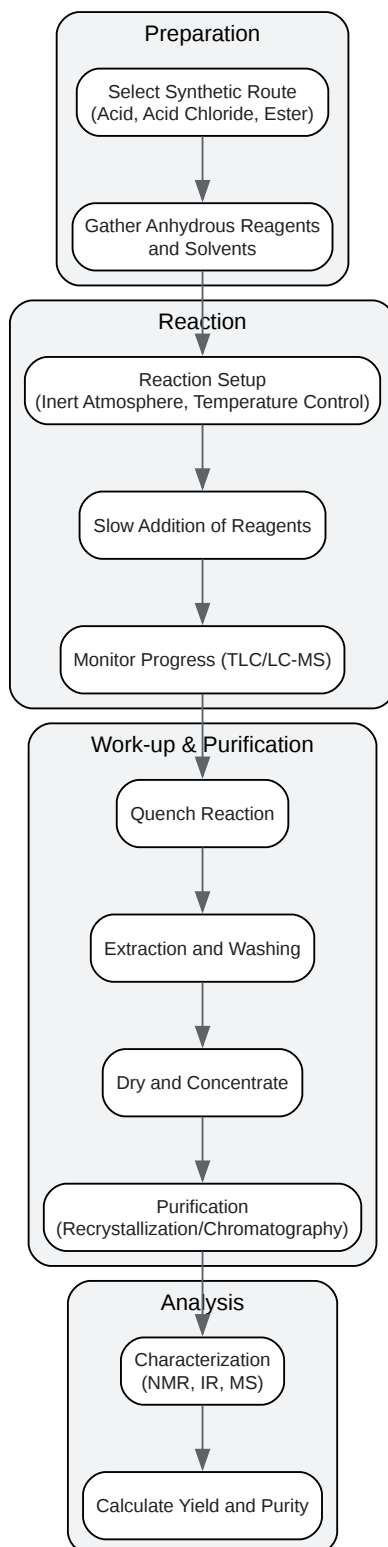 Preparation
Select Synthetic Route
(Acid, Acid Chloride, Ester)
Gather Anhydrous Reagents
and Solvents
Reaction
Reaction Setup
(Inert Atmosphere, Temperature Control)
Slow Addition of Reagents
Monitor Progress (TLC/LC-MS)
Work-up & Purification
Quench Reaction
Extraction and Washing
Dry and Concentrate
Purification
(Recrystallization/Chromatography)
Analysis
Characterization
(NMR, IR, MS)
Calculate Yield and Purity